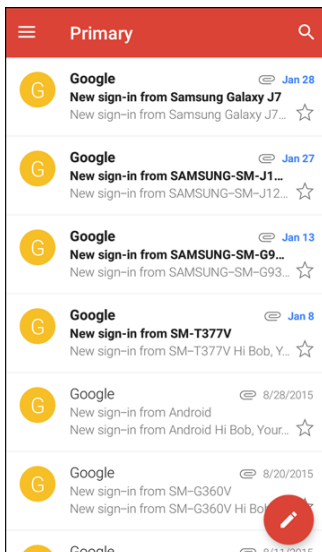 Primary
G
Google
Jan 28
New sign-in from Samsung Galaxy J7
New sign-in from Samsung Galaxy J7...
G
Google
Jan 27
New sign-in from SAMSUNG-SM-J1...
New sign-in from SAMSUNG-SM-J12...
G
Google
Jan 13
New sign-in from SAMSUNG-SM-G9...
New sign-in from SAMSUNG-SM-G93...
G
Google
Jan 8
New sign-in from SM-T377V
New sign-in from SM-T377V Hi Bob, Y...
G
Google
8/28/2015
New sign-in from Android
New sign-in from Android Hi Bob, Your...
G
Google
8/20/2015
New sign-in from SM-G360V
New sign-in from SM-G360V Hi Bob
Google
8/11/2015